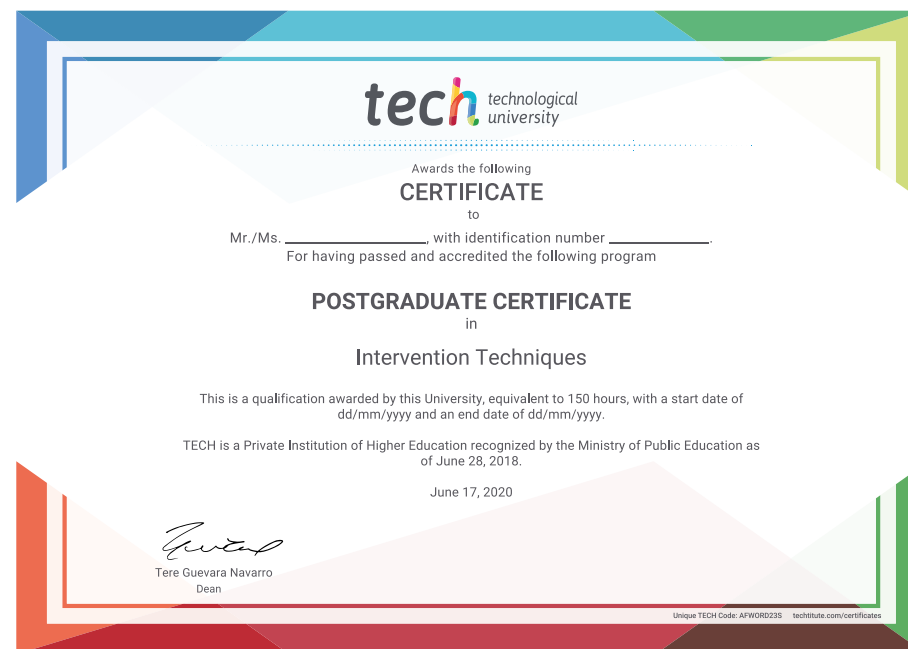 tech technological
university
Awards the following
CERTIFICATE
to
Mr./Ms. ____________________, with identification number ______________.
For having passed and accredited the following program
POSTGRADUATE CERTIFICATE
in
Intervention Techniques
This is a qualification awarded by this University, equivalent to 150 hours, with a start date of
dd/mm/yyyy and an end date of dd/mm/yyyy.
TECH is a Private Institution of Higher Education recognized by the Ministry of Public Education as
of June 28, 2018.
June 17, 2020
Tere Guevara Navarro
Dean
Unique TECH Code: AFWORD23S techtitute.com/certificates